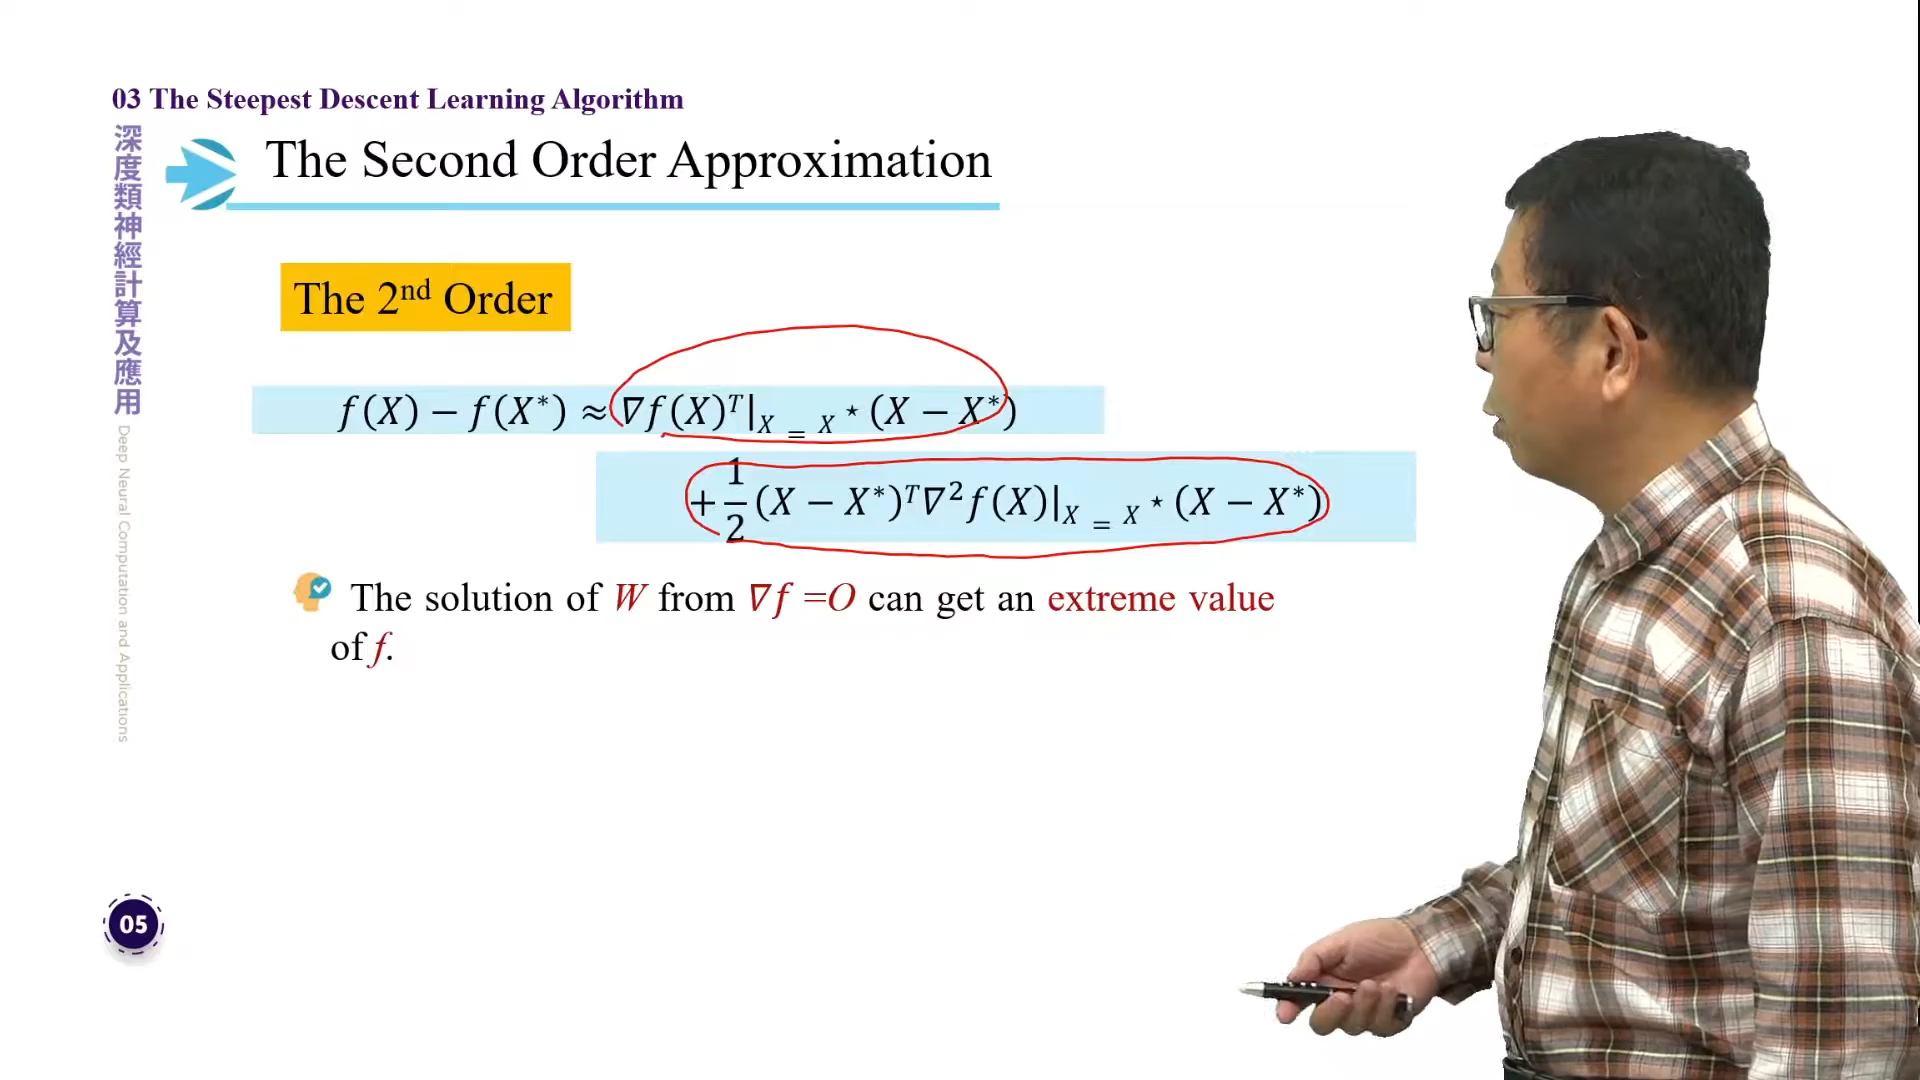 03 The Steepest Descent Learning Algorithm
深度類神經計算及應用
Deep Neural Computation and Applications
The Second Order Approximation
The 2nd Order
f(X) − f(X*) ≈ ∇f(X)ᵀ|X = X⋆(X − X*)
+½(X − X*)ᵀ∇²f(X)|X = X⋆(X − X*)
The solution of W from ∇f =O can get an extreme value
of f.
05